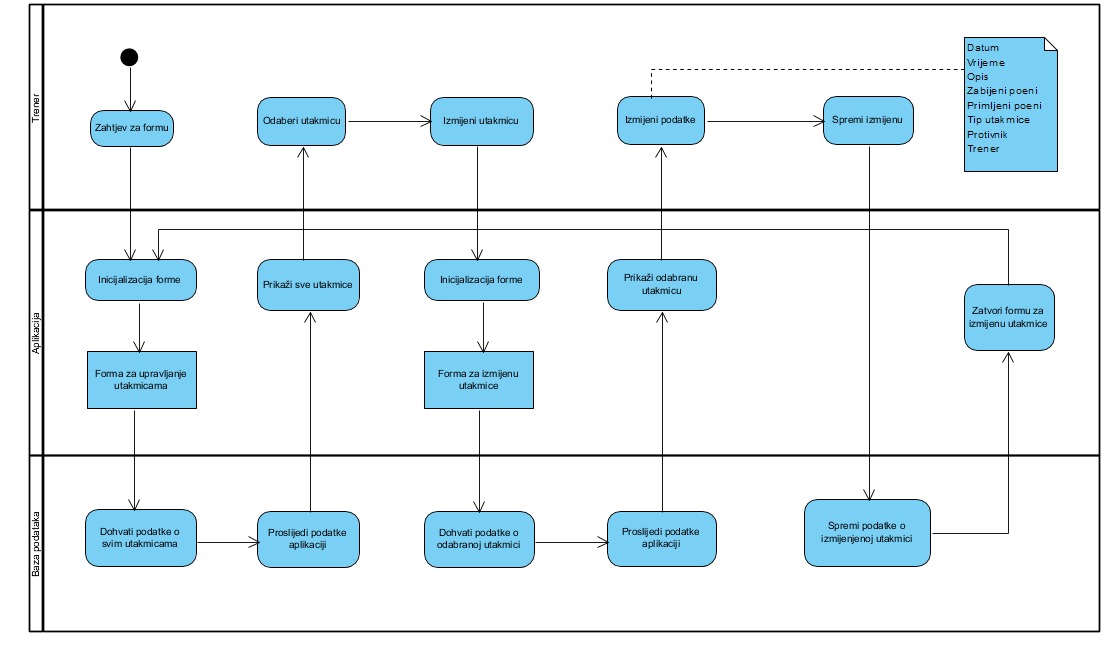 Trener
Zahtjev za formu
Odaberi utakmicu
Izmijeni utakmicu
Izmijeni podatke
Spremi izmijenu
Datum
Vrijeme
Opis
Zabijeni poeni
Primljeni poeni
Tip utakmice
Protivnik
Trener
Aplikacija
Inicijalizacija forme
Prikaži sve utakmice
Inicijalizacija forme
Prikaži odabranu
utakmicu
Zatvori formu za
izmijenu utakmice
Forma za upravljanje
utakmicama
Forma za izmijenu
utakmice
Baza podataka
Dohvati podatke o
svim utakmicama
Proslijedi podatke
aplikaciji
Dohvati podatke o
odabranoj utakmici
Proslijedi podatke
aplikaciji
Spremi podatke o
izmijenjenoj utakmici